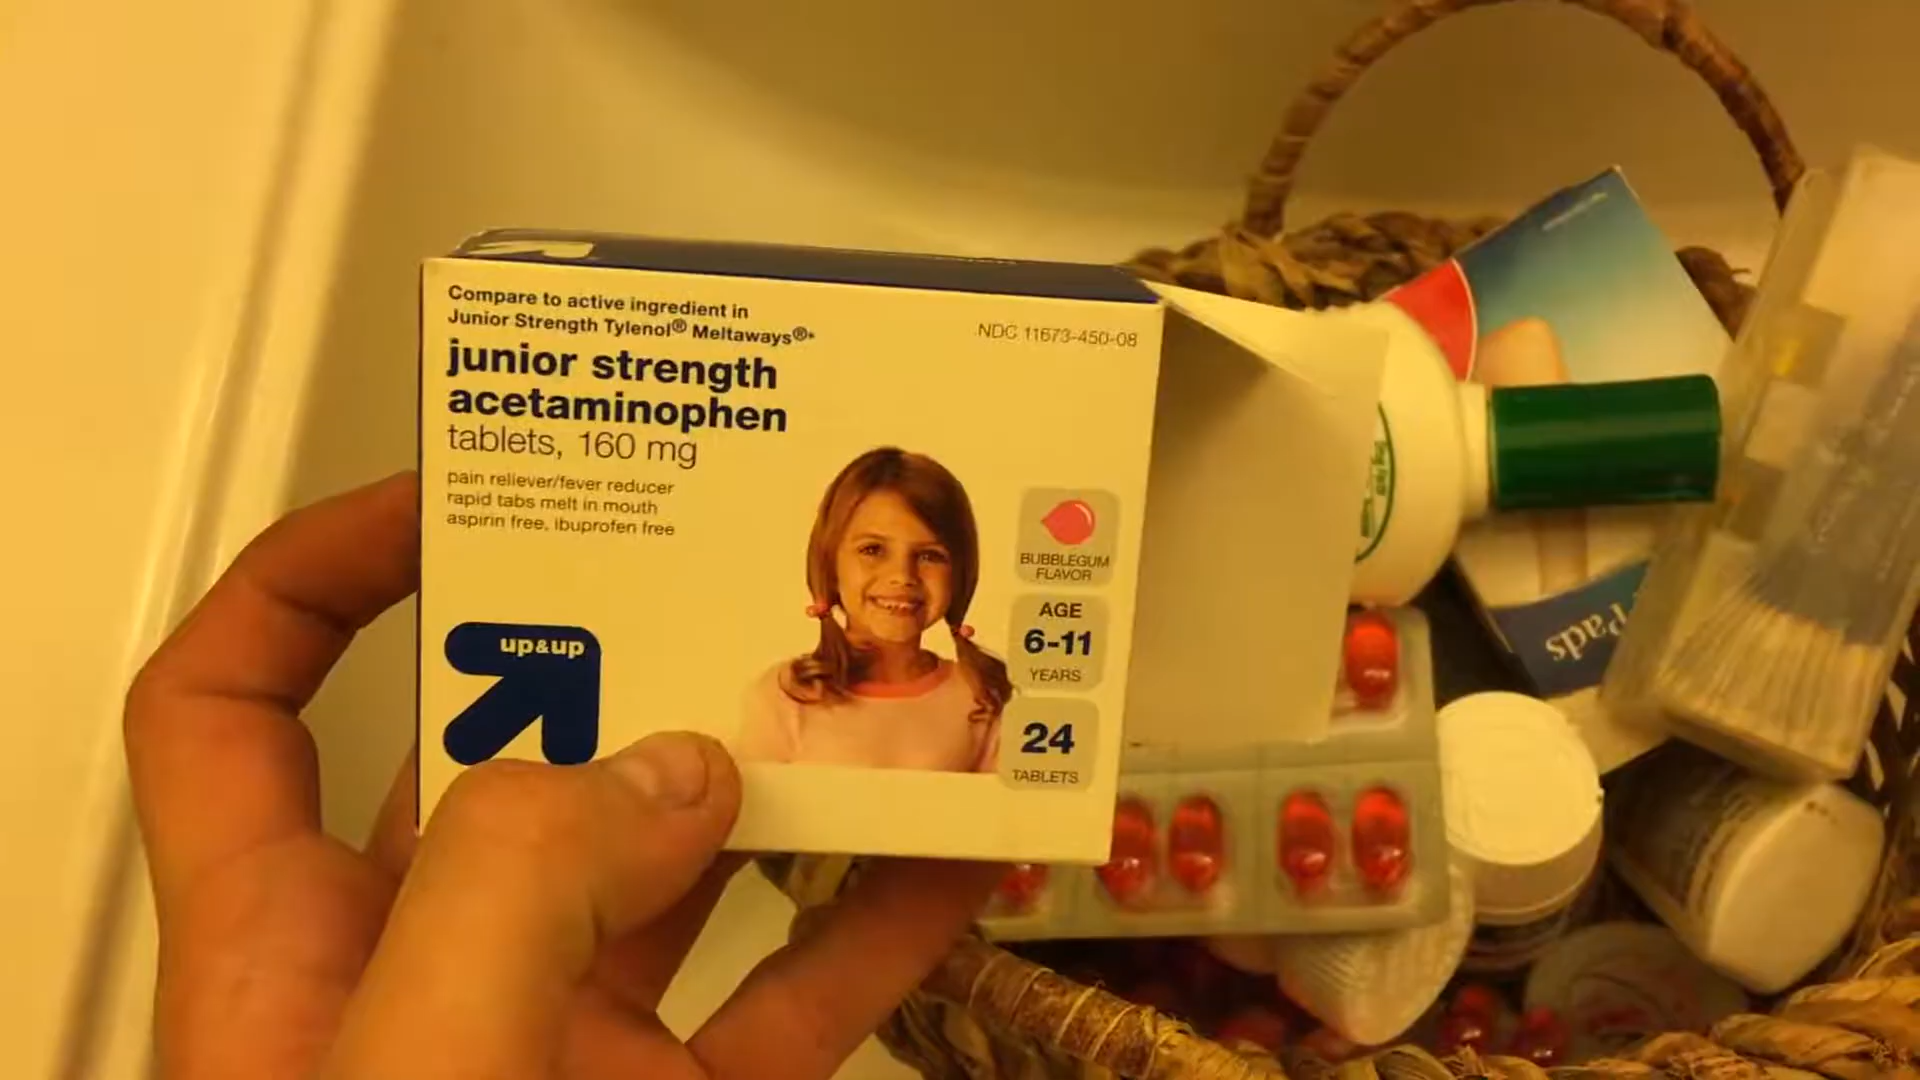 Compare to active ingredient in
Junior Strength Tylenol® Meltaways®*
NDC 11673-450-08
junior strength
acetaminophen
tablets, 160 mg
pain reliever/fever reducer
rapid tabs melt in mouth
aspirin free, ibuprofen free
BUBBLEGUM
FLAVOR
AGE
6-11
YEARS
up&up
24
TABLETS
Pads